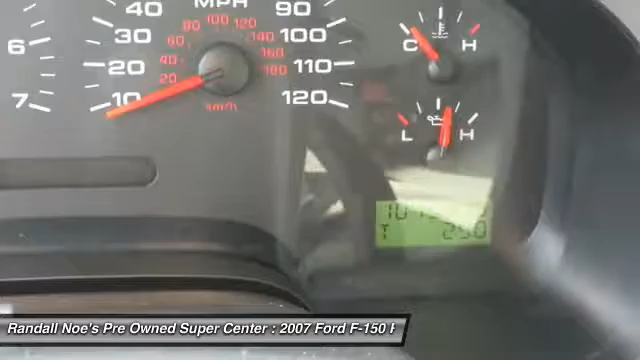 MPH
40 90
80 100 120
6 30 60 140 100 C H
20 40 160 110
20 180
7 10 km/h 120
L H
T 290
Randall Noe's Pre Owned Super Center : 2007 Ford F-150